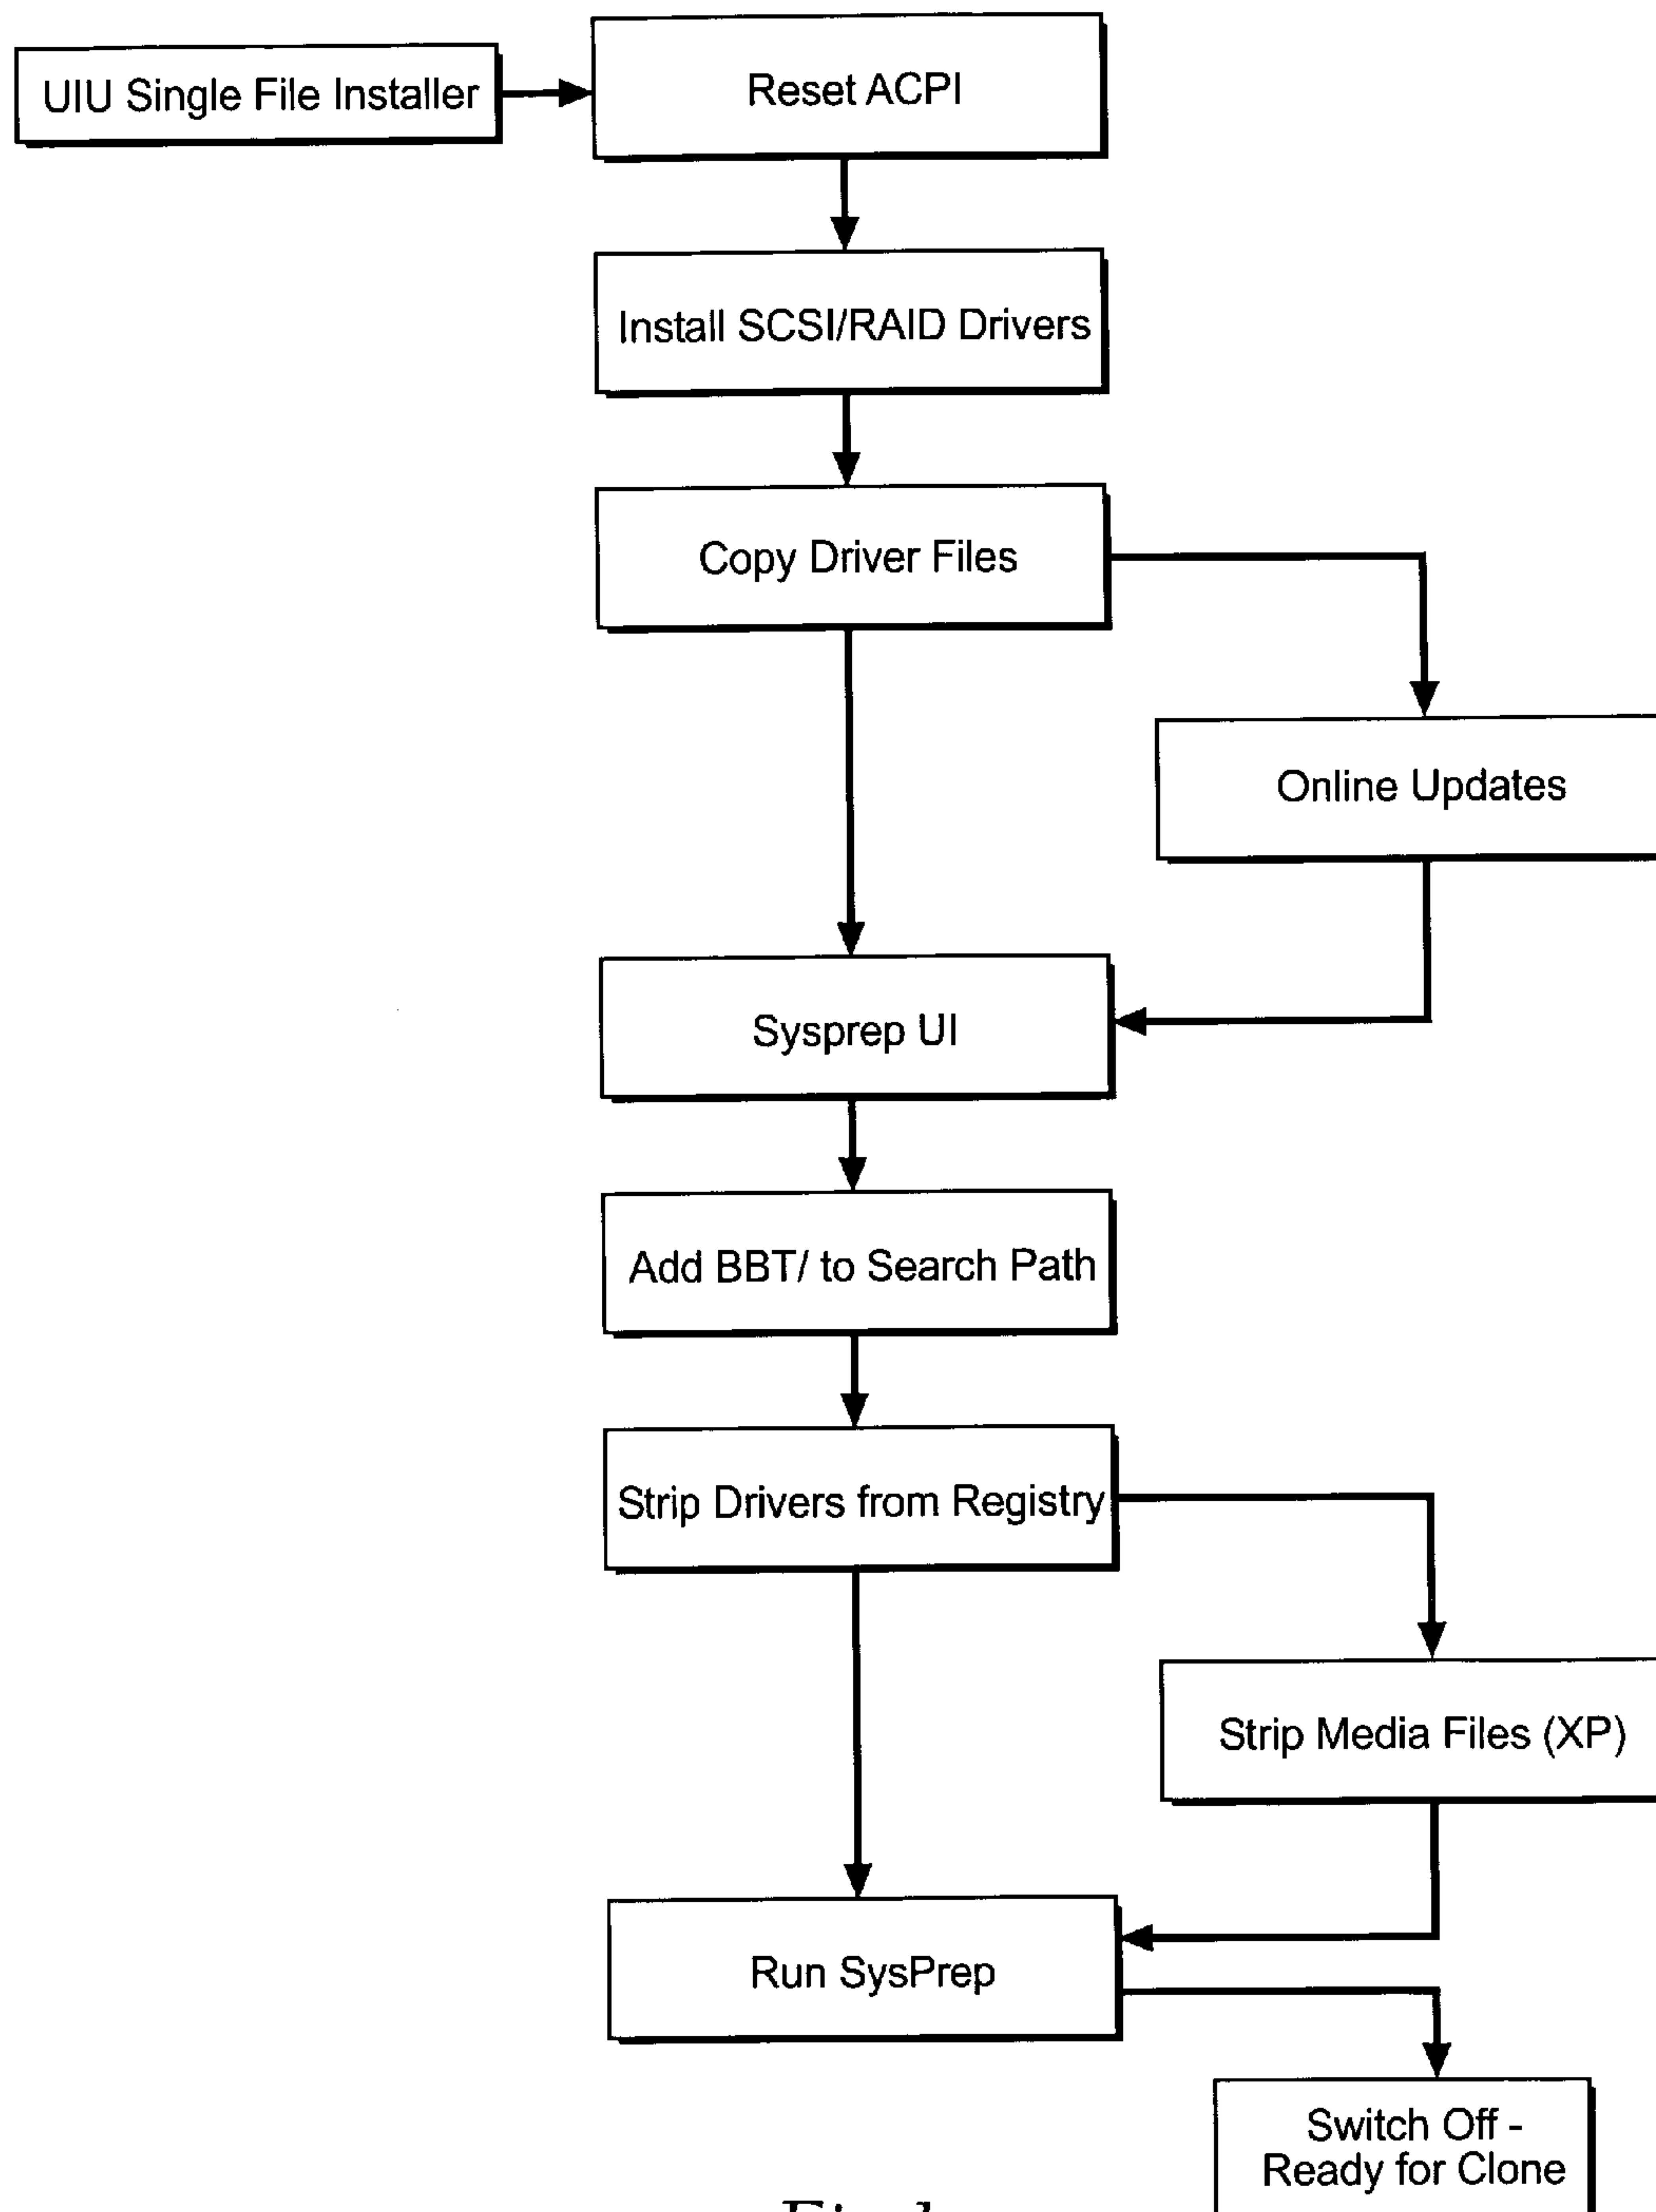 UIU Single File Installer
Reset ACPI
Install SCSI/RAID Drivers
Copy Driver Files
Online Updates
Sysprep UI
Add BBT/ to Search Path
Strip Drivers from Registry
Strip Media Files (XP)
Run SysPrep
Switch Off -
Ready for Clone